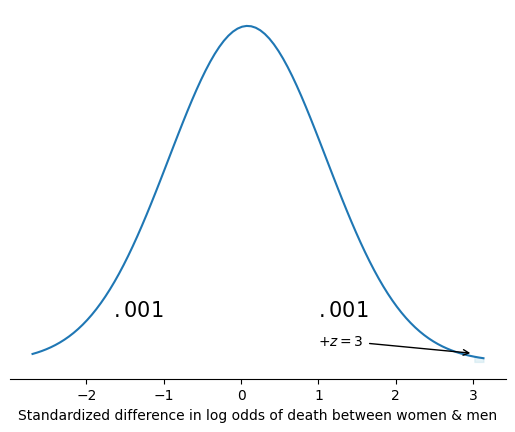 .001 .001
+z = 3
−2 −1 0 1 2 3
Standardized difference in log odds of death between women & men